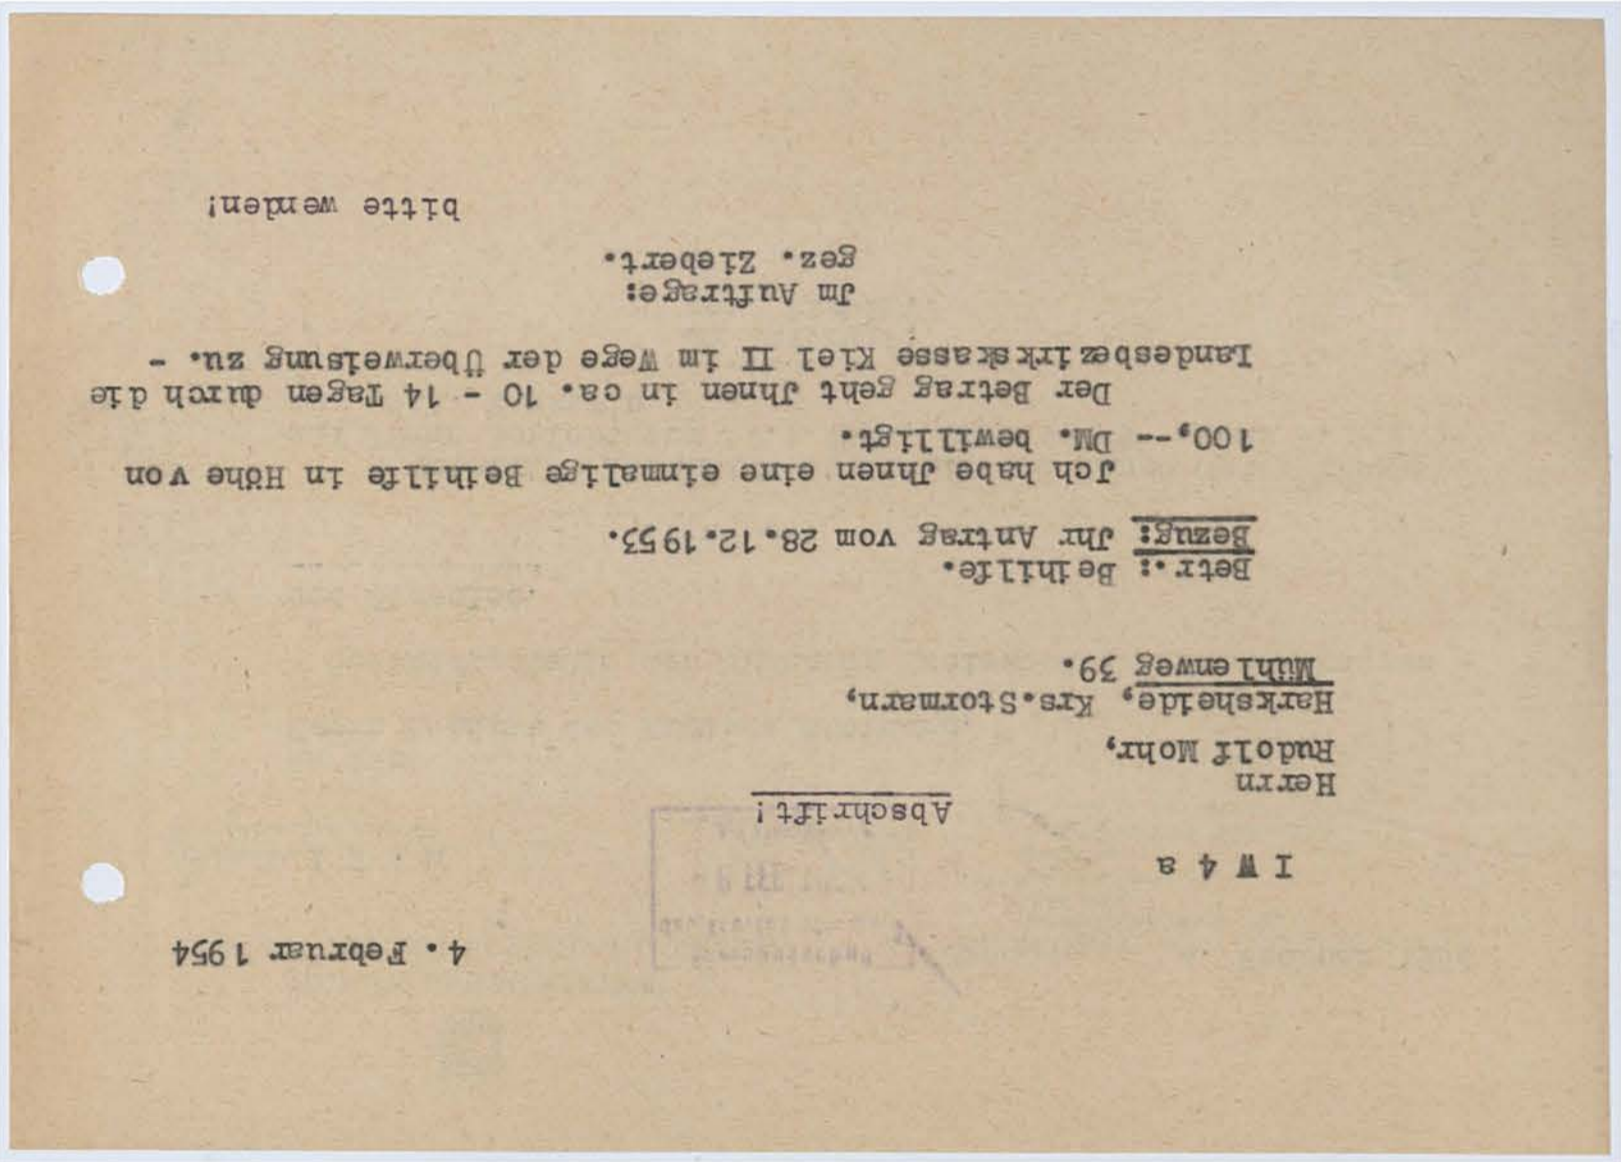 4. Februar 1954
I W 4 a
Abschrift!
Herrn
Rudolf Mohr,
Harksheide, Krs.Stormarn,
Mühlenweg 39.
Betr.: Beihilfe.
Bezug: Jhr Antrag vom 28.12.1953.
Jch habe Jhnen eine einmalige Beihilfe in Höhe von
100,-- DM. bewilligt.
Der Betrag geht Jhnen in ca. 10 - 14 Tagen durch die
Landesbezirkskasse Kiel II im Wege der Überweisung zu. -
Jm Auftrage:
gez. Ziebert.
bitte wenden!